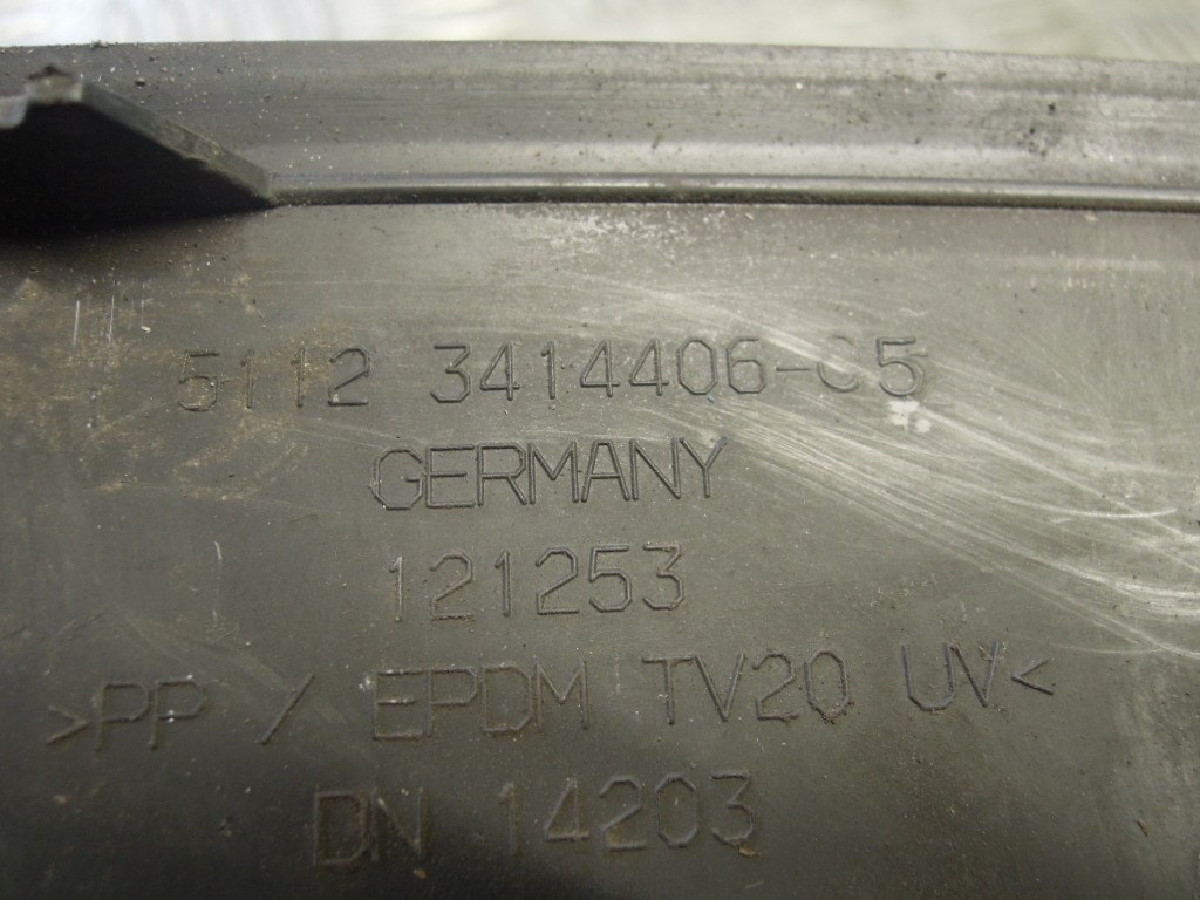 5112 3414406-05
GERMANY
121253
>PP / EPDM TV20 UV<
DN 14203